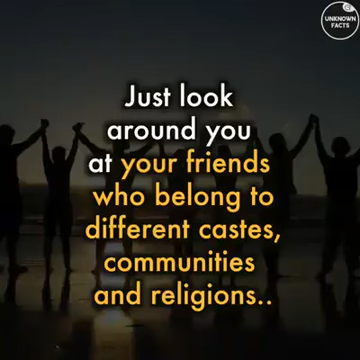 UNKNOWN
FACTS
Just look
around you
at your friends
who belong to
different castes,
communities
and religions..